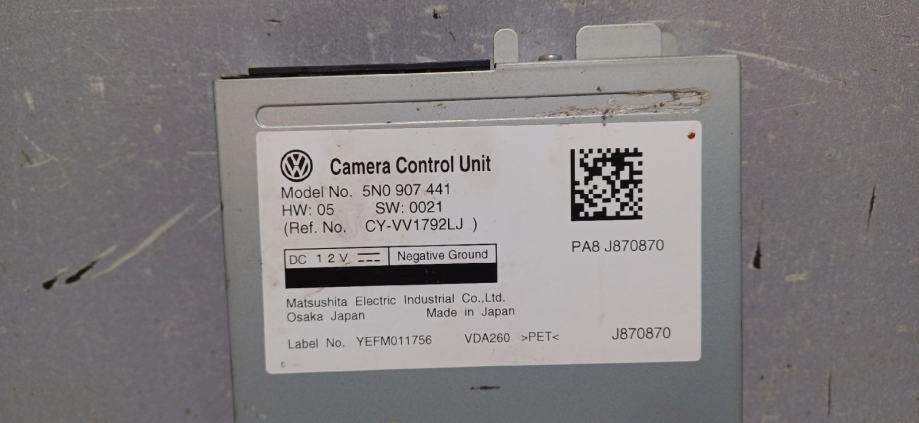 Camera Control Unit
Model No. 5N0 907 441
HW: 05 SW: 0021
(Ref. No. CY-VV1792LJ )
PA8 J870870
DC 12V Negative Ground
Matsushita Electric Industrial Co.,Ltd.
Osaka Japan Made in Japan
Label No. YEFM011756 VDA260 >PET< J870870